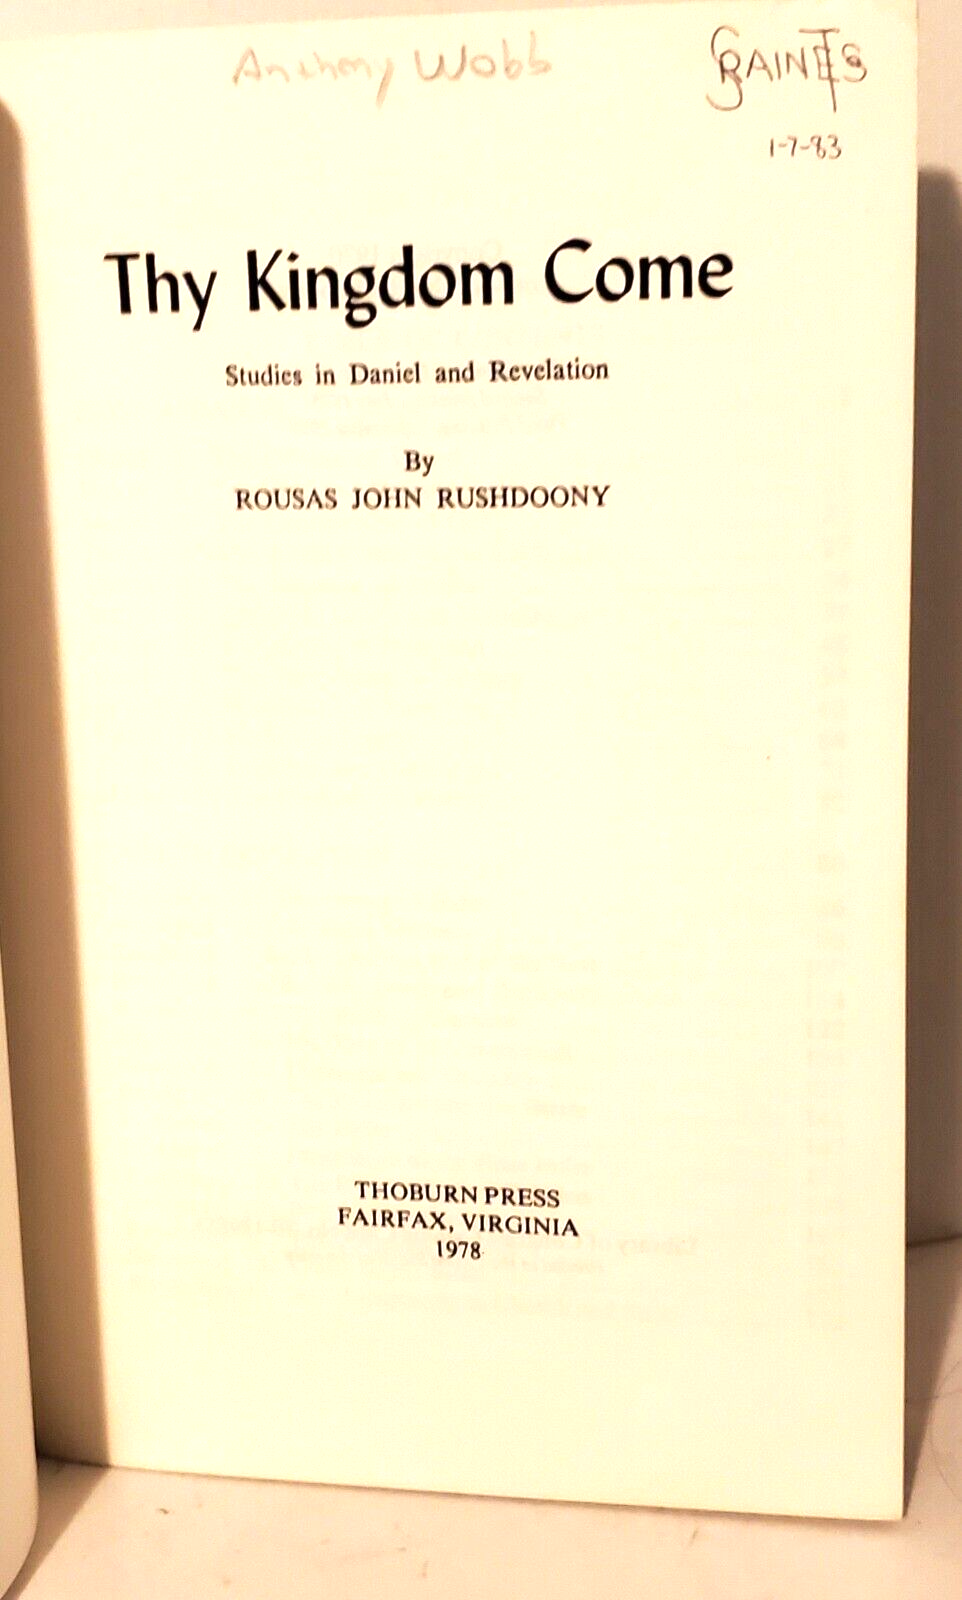 Anthony Webb
1-7-83
Thy Kingdom Come
Studies in Daniel and Revelation
By
ROUSAS JOHN RUSHDOONY
THOBURN PRESS
FAIRFAX, VIRGINIA
1978